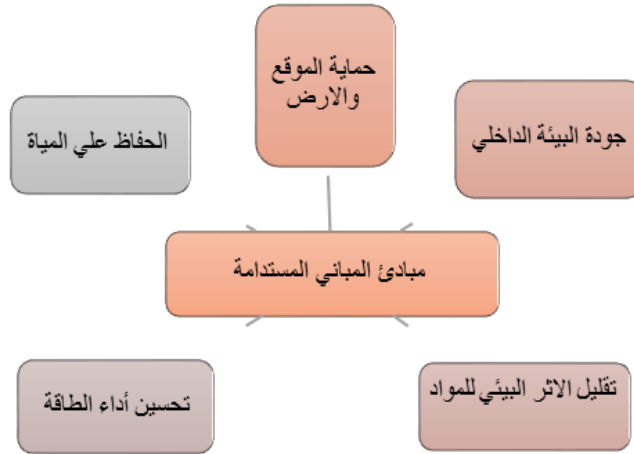 حماية الموقع
والارض
جودة البيئة الداخلي
الحفاظ علي المياة
مبادئ المباني المستدامة
تقليل الاثر البيئي للمواد
تحسين أداء الطاقة